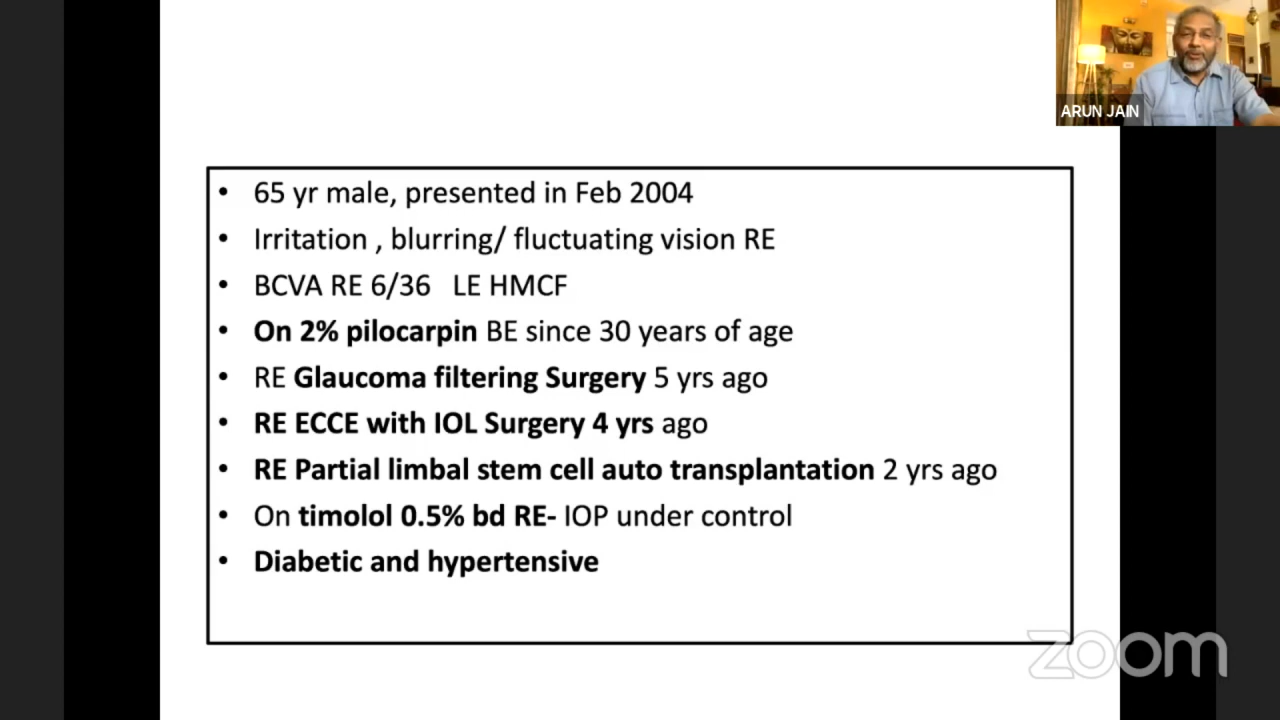 ARUN JAIN
• 65 yr male, presented in Feb 2004
• Irritation , blurring/ fluctuating vision RE
• BCVA RE 6/36 LE HMCF
• On 2% pilocarpin BE since 30 years of age
• RE Glaucoma filtering Surgery 5 yrs ago
• RE ECCE with IOL Surgery 4 yrs ago
• RE Partial limbal stem cell auto transplantation 2 yrs ago
• On timolol 0.5% bd RE- IOP under control
• Diabetic and hypertensive
zoom